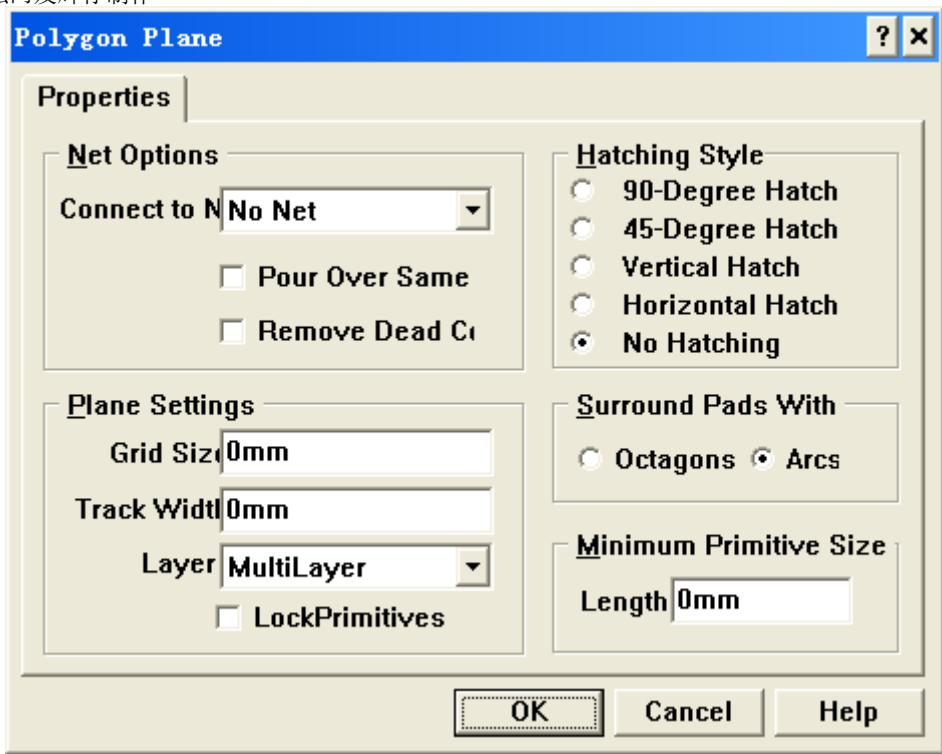 Polygon Plane
Properties
Net Options
Connect to N No Net
Pour Over Same
Remove Dead
Hatching Style
90-Degree Hatch
45-Degree Hatch
Vertical Hatch
Horizontal Hatch
No Hatching
Plane Settings
Grid Siz 0mm
Track Widt 0mm
Layer MultiLayer
LockPrimitives
Surround Pads With
Octagons Arcs
Minimum Primitive Size
Length 0mm
OK Cancel Help